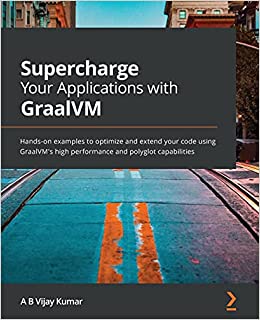 Supercharge
Your Applications with
GraalVM
Hands-on examples to optimize and extend your code using
GraalVM's high performance and polyglot capabilities
A B Vijay Kumar